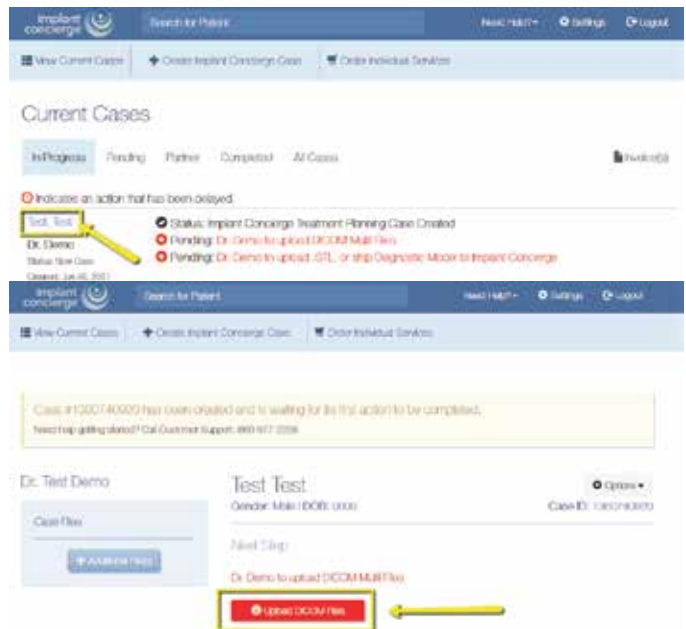 implant concierge
Search for Patient
Need Help?
Settings
Logout
View Current Cases
Create Implant Concierge Case
Order Individual Services
Current Cases
In Progress
Pending
Partner
Completed
All Cases
Invoice(s)
Indicates an action that has been delayed
Test, Test
Status: Implant Concierge Treatment Planning Case Created
Dr. Demo
Pending: Dr. Demo to upload DICOM Multi Files
Status: New Case
Pending: Dr. Demo to upload .STL, or ship Diagnostic Model to Implant Concierge
Created:
implant concierge
Search for Patient
Need Help?
Settings
Logout
View Current Cases
Create Implant Concierge Case
Order Individual Services
has been created and is waiting for its first action to be completed.
Need help getting started? Call Customer Support:
Dr. Test Demo
Test Test
Options
Gender: Male | DOB:
Case ID:
Case Files
Next Step
Additional Files
Dr. Demo to upload DICOM Multi Files
Upload DICOM Files